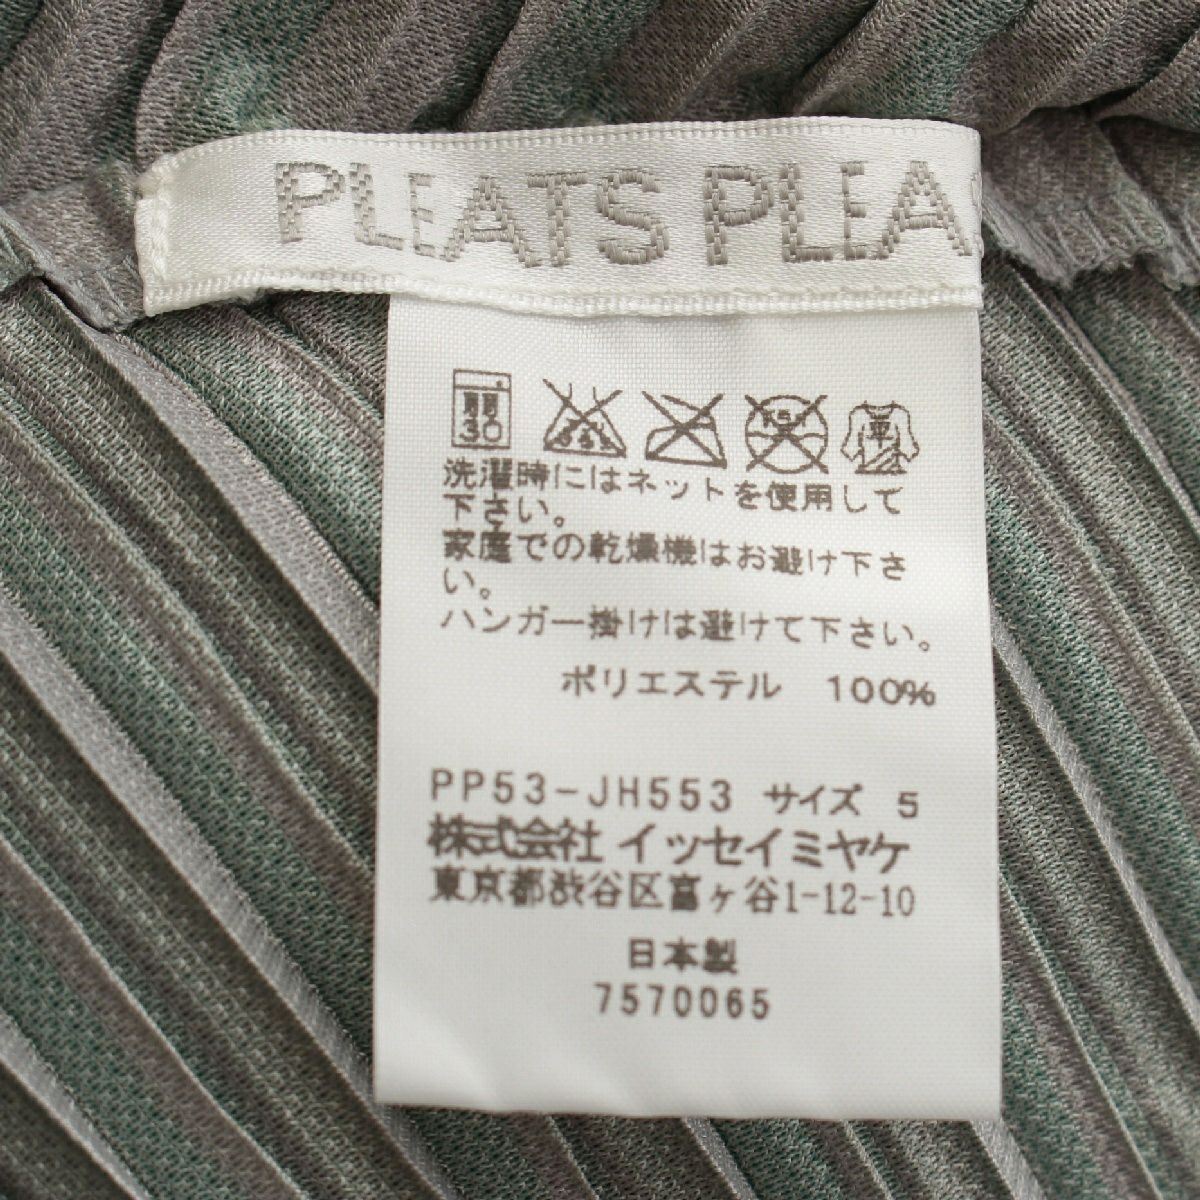 PLEATS PLEAS
30
洗濯時にはネットを使用して
下さい。
家庭での乾燥機はお避け下さ
い。
ハンガー掛けは避けて下さい。
ポリエステル 100%
PP53-JH553 サイズ 5
株式会社 イッセイミヤケ
東京都渋谷区富ヶ谷1-12-10
日本製
7570065